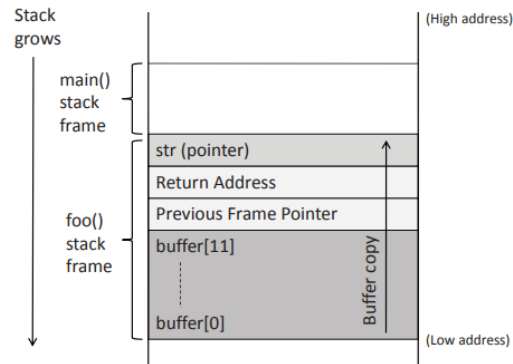 Stack
grows
(High address)
main()
stack
frame
str (pointer)
Return Address
Previous Frame Pointer
foo()
stack
frame
buffer[11]
Buffer copy
buffer[0]
(Low address)